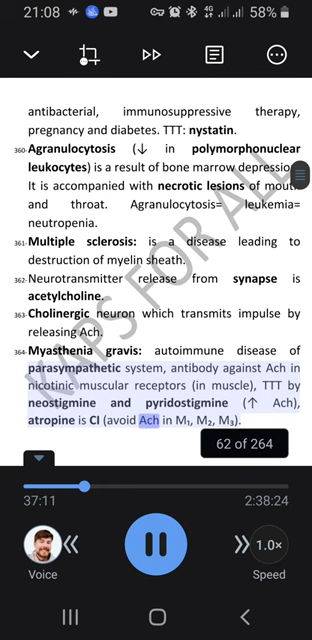 21:08
4G
58%
antibacterial, immunosuppressive therapy,
pregnancy and diabetes. TTT: nystatin.
360- Agranulocytosis (↓ in polymorphonuclear
leukocytes) is a result of bone marrow depression
It is accompanied with necrotic lesions of mout
and throat. Agranulocytosis= leukemia=
neutropenia.
361- Multiple sclerosis: is a disease leading to
destruction of myelin sheath.
362- Neurotransmitter release from synapse is
acetylcholine.
363- Cholinergic neuron which transmits impulse by
releasing Ach.
364- Myasthenia gravis: autoimmune disease of
parasympathetic system, antibody against Ach in
nicotinic muscular receptors (in muscle), TTT by
neostigmine and pyridostigmine (↑ Ach),
atropine is CI (avoid Ach in M₁, M₂, M₃).
KAPS FOR ALL
62 of 264
37:11
2:38:24
1.0×
Voice
Speed